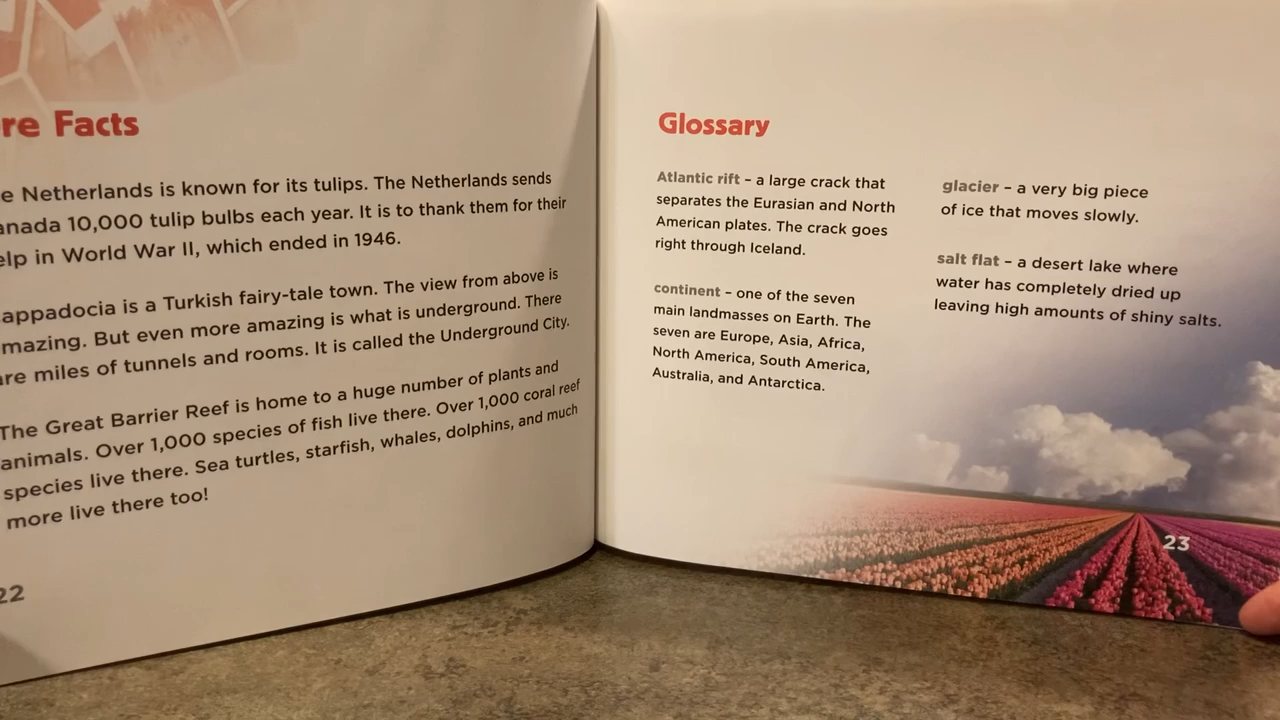 re Facts
e Netherlands is known for its tulips. The Netherlands sends
anada 10,000 tulip bulbs each year. It is to thank them for their
elp in World War II, which ended in 1946.
appadocia is a Turkish fairy-tale town. The view from above is
mazing. But even more amazing is what is underground. There
are miles of tunnels and rooms. It is called the Underground City.
The Great Barrier Reef is home to a huge number of plants and
animals. Over 1,000 species of fish live there. Over 1,000 coral reef
species live there. Sea turtles, starfish, whales, dolphins, and much
more live there too!
22
Glossary
Atlantic rift – a large crack that
separates the Eurasian and North
American plates. The crack goes
right through Iceland.
continent – one of the seven
main landmasses on Earth. The
seven are Europe, Asia, Africa,
North America, South America,
Australia, and Antarctica.
glacier – a very big piece
of ice that moves slowly.
salt flat – a desert lake where
water has completely dried up
leaving high amounts of shiny salts.
23